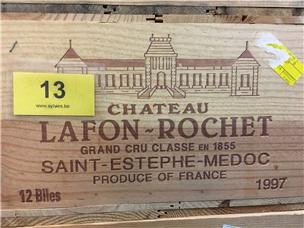 13
www.sylvies.be
CHATEAU
LAFON-ROCHET
GRAND CRU CLASSE EN 1855
SAINT-ESTEPHE-MEDOC
PRODUCE OF FRANCE
12 Blles
1997